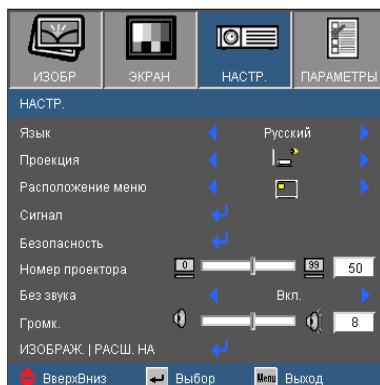 ИЗОБР ЭКРАН НАСТР. ПАРАМЕТРЫ
НАСТР.
Язык Русский
Проекция
Расположение меню
Сигнал
Безопасность
Номер проектора 0 99 50
Без звука Вкл.
Громк. 8
ИЗОБРАЖ. | РАСШ. НА
ВверхВниз Выбор Menu Выход